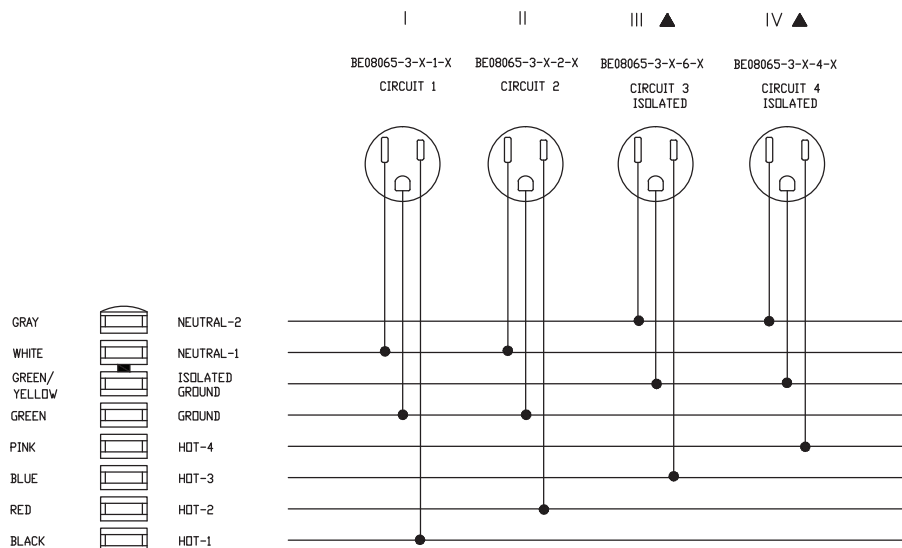 I II III ▲ IV ▲
BE08065-3-X-1-X BE08065-3-X-2-X BE08065-3-X-6-X BE08065-3-X-4-X
CIRCUIT 1 CIRCUIT 2 CIRCUIT 3 CIRCUIT 4
ISOLATED ISOLATED
GRAY NEUTRAL-2
WHITE NEUTRAL-1
GREEN/ ISOLATED
YELLOW GROUND
GREEN GROUND
PINK HOT-4
BLUE HOT-3
RED HOT-2
BLACK HOT-1